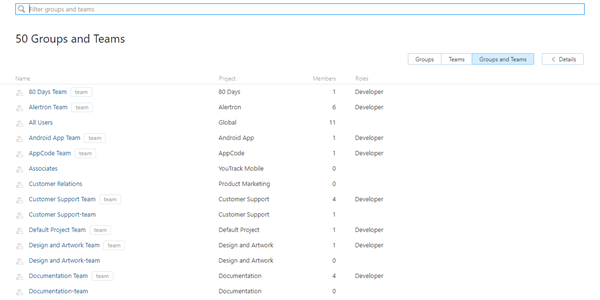 Filter groups and teams
50 Groups and Teams
Groups Teams Groups and Teams < Details
Name Project Members Roles
80 Days Team team 80 Days 1 Developer
Alertron Team team Alertron 6 Developer
All Users Global 11
Android App Team team Android App 1 Developer
AppCode Team team AppCode 1 Developer
Associates YouTrack Mobile 0
Customer Relations Product Marketing 0
Customer Support Team team Customer Support 4 Developer
Customer Support-team Customer Support 1
Default Project Team team Default Project 1 Developer
Design and Artwork Team team Design and Artwork 1 Developer
Design and Artwork-team Design and Artwork 0
Documentation Team team Documentation 4 Developer
Documentation-team Documentation 0